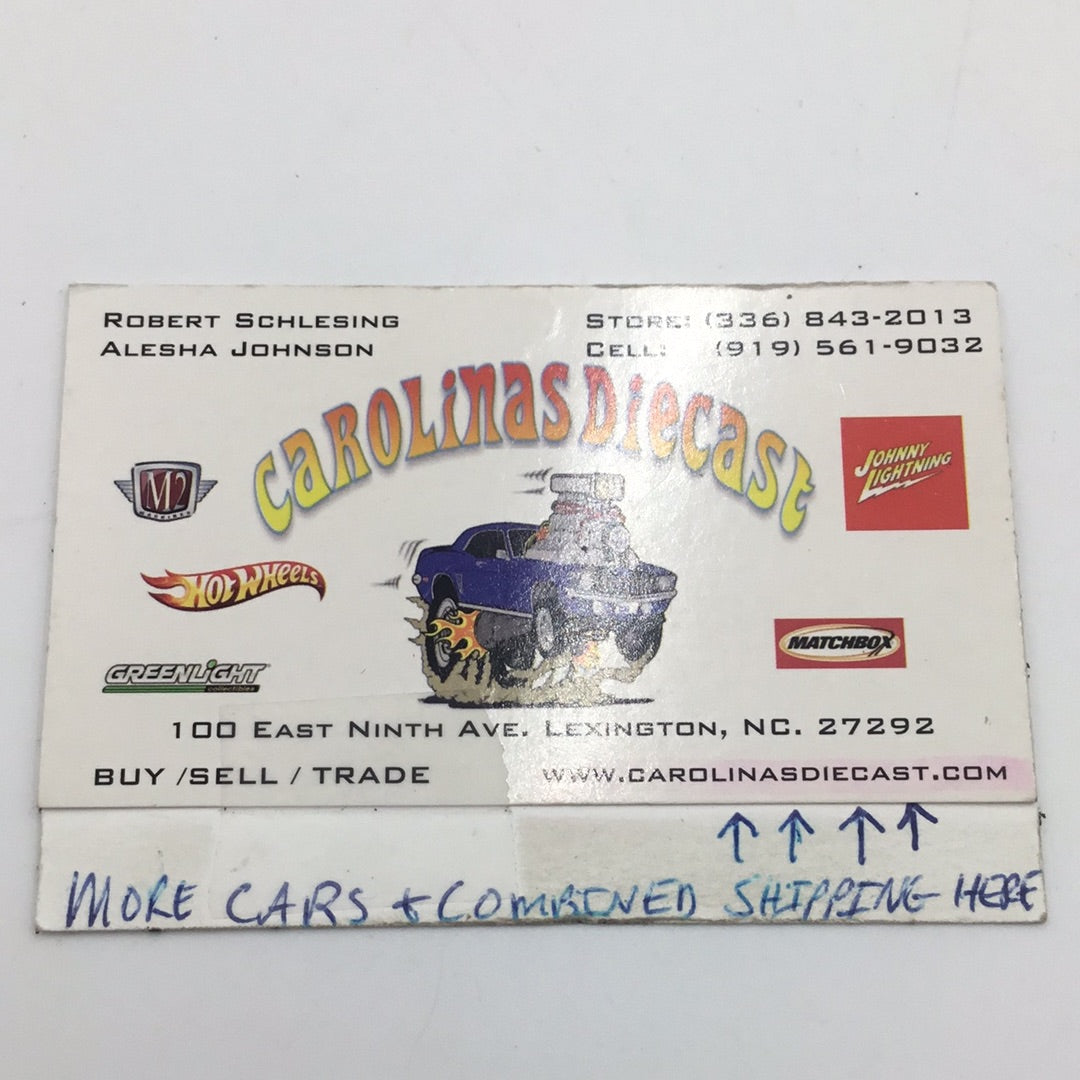 ROBERT SCHLESING
ALESHA JOHNSON
STORE: (336) 843-2013
CELL: (919) 561-9032
CAROLINAS DIECAST
M2
MACHINES
JOHNNY
LIGHTNING
HOT WHEELS
MATCHBOX
GREENLIGHT
collectibles
100 EAST NINTH AVE. LEXINGTON, NC. 27292
BUY /SELL / TRADE
WWW.CAROLINASDIECAST.COM
MORE CARS & COMBINED SHIPPING HERE